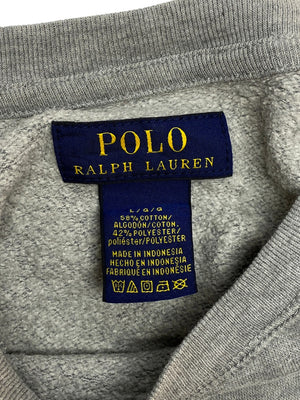 POLO
RALPH LAUREN
L/G/G
58% COTTON/
ALGODÓN/COTON.
42% POLYESTER/
poliéster/POLYESTER
MADE IN INDONESIA
HECHO EN INDONESIA
FABRIQUÉ EN INDONÉSIE